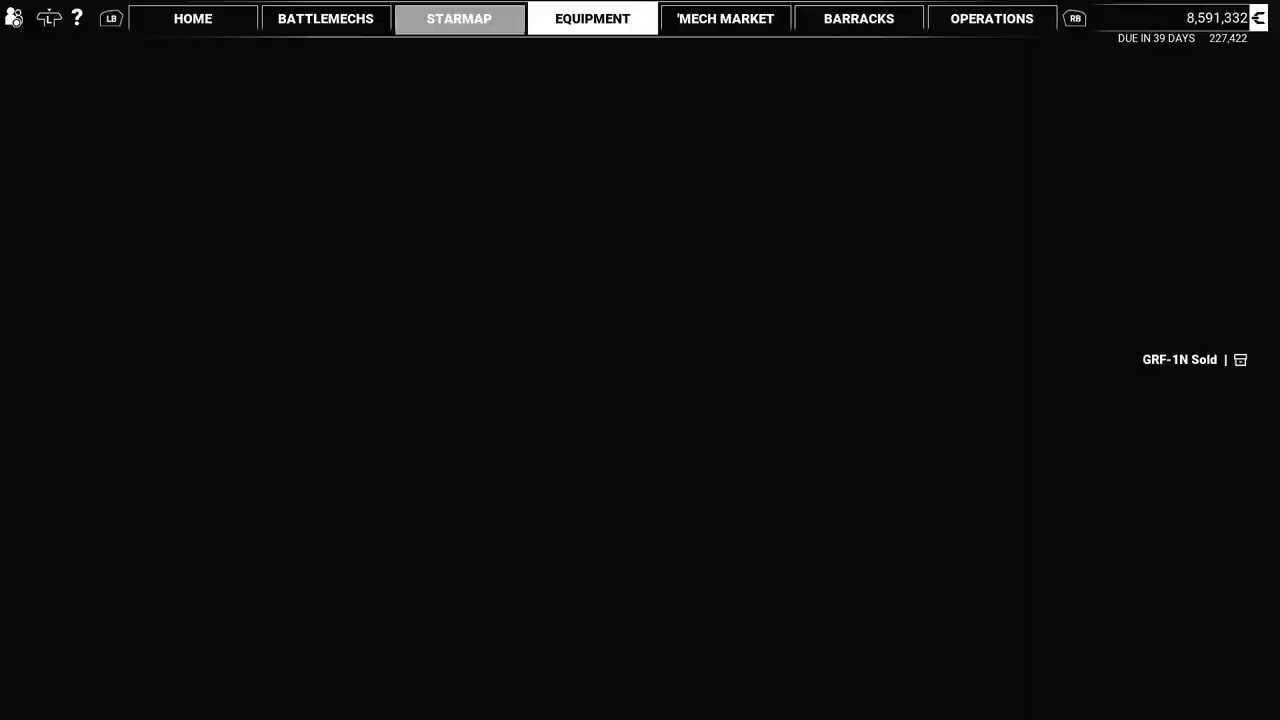 ? LB HOME BATTLEMECHS STARMAP EQUIPMENT 'MECH MARKET BARRACKS OPERATIONS RB 8,591,332
DUE IN 39 DAYS 227,422
GRF-1N Sold |